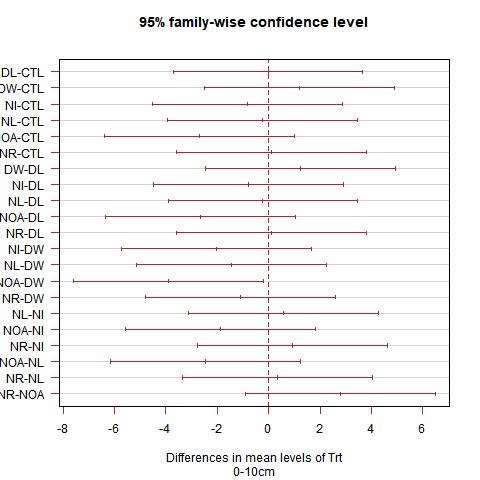 95% family-wise confidence level
DL-CTL
DW-CTL
NI-CTL
NL-CTL
NOA-CTL
NR-CTL
DW-DL
NI-DL
NL-DL
NOA-DL
NR-DL
NI-DW
NL-DW
NOA-DW
NR-DW
NL-NI
NOA-NI
NR-NI
NOA-NL
NR-NL
NR-NOA
-8 -6 -4 -2 0 2 4 6
Differences in mean levels of Trt
0-10cm